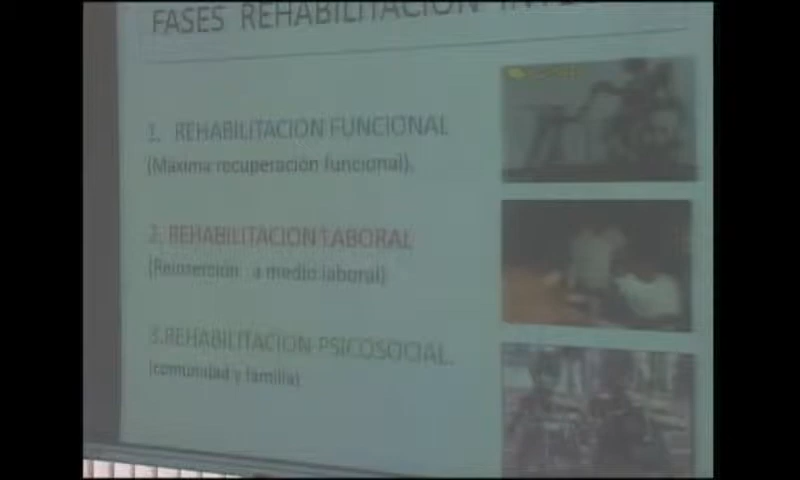 FASES REHABILITACION
1. REHABILITACION FUNCIONAL
(Máxima recuperación funcional).
2. REHABILITACION LABORAL
(Reinserción a medio laboral)
3.REHABILITACION PSICOSOCIAL.
(comunidad y familia).